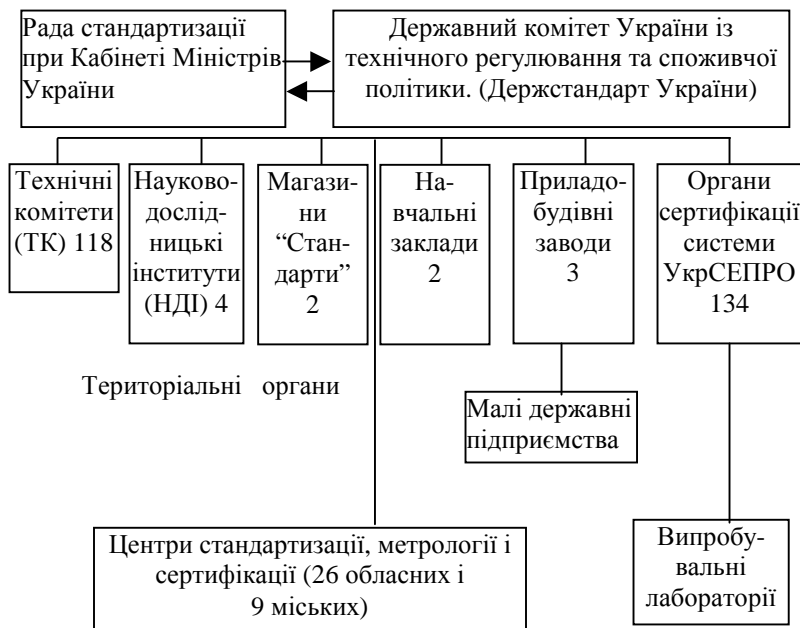 Рада стандартизації
при Кабінеті Міністрів
України
Державний комітет України із
технічного регулювання та споживчої
політики. (Держстандарт України)
Технічні
комітети
(ТК) 118
Науково-
дослід-
ницькі
інститути
(НДІ) 4
Магази-
ни
“Стан-
дарти”
2
На-
вчальні
заклади
2
Приладо-
будівні
заводи
3
Органи
сертифікації
системи
УкрСЕПРО
134
Територіальні органи
Малі державні
підприємства
Центри стандартизації, метрології і
сертифікації (26 обласних і
9 міських)
Випробу-
вальні
лабораторії